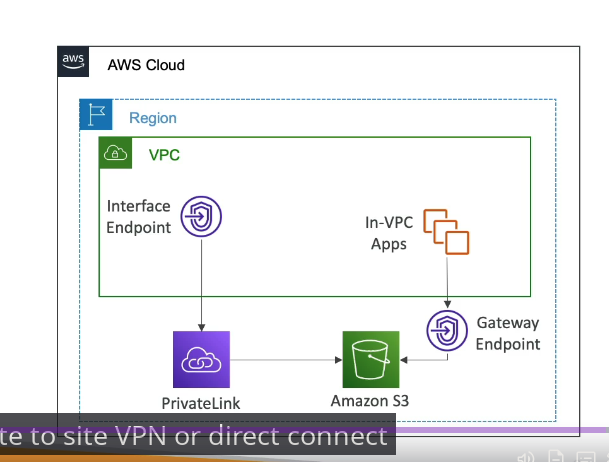 aws
AWS Cloud
Region
VPC
Interface
Endpoint
In-VPC
Apps
Gateway
Endpoint
PrivateLink
Amazon S3
to site VPN or direct connect